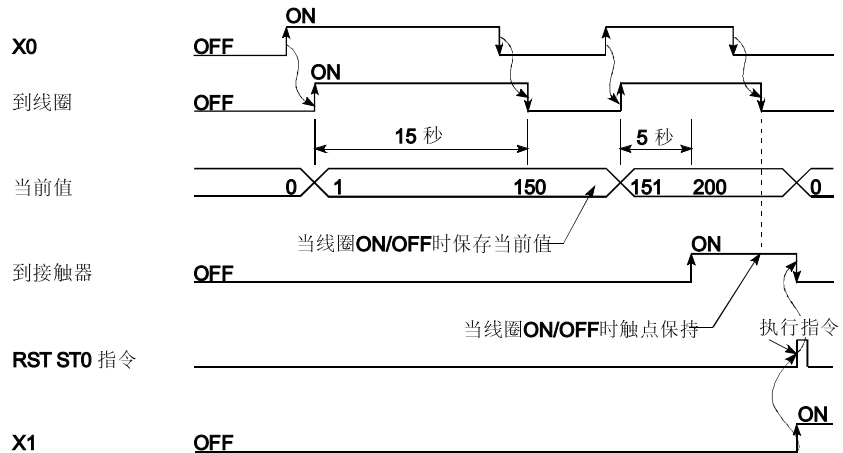 ON
X0 OFF
ON
到线圈 OFF
15 秒 5 秒
当前值 0 1 150 151 200 0
当线圈ON/OFF时保存当前值
ON
到接触器 OFF
当线圈ON/OFF时触点保持 执行指令
RST ST0 指令
ON
X1 OFF